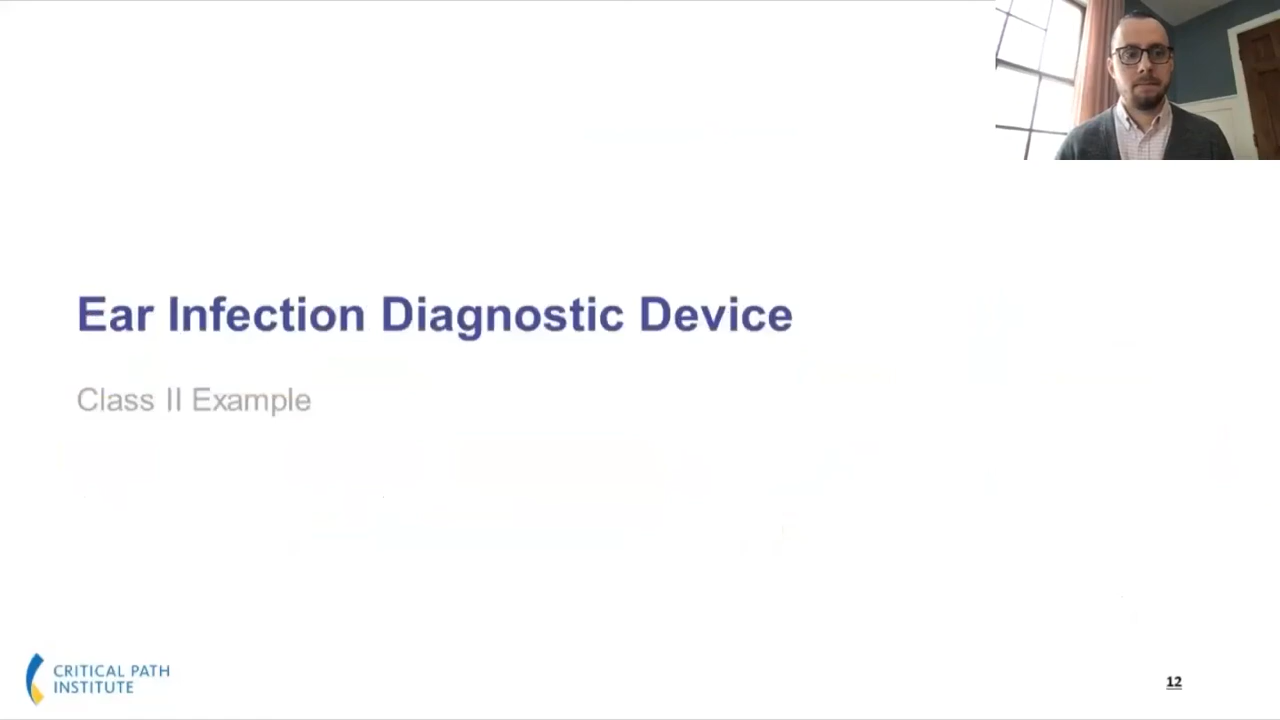 Ear Infection Diagnostic Device
Class II Example
CRITICAL PATH
INSTITUTE
12